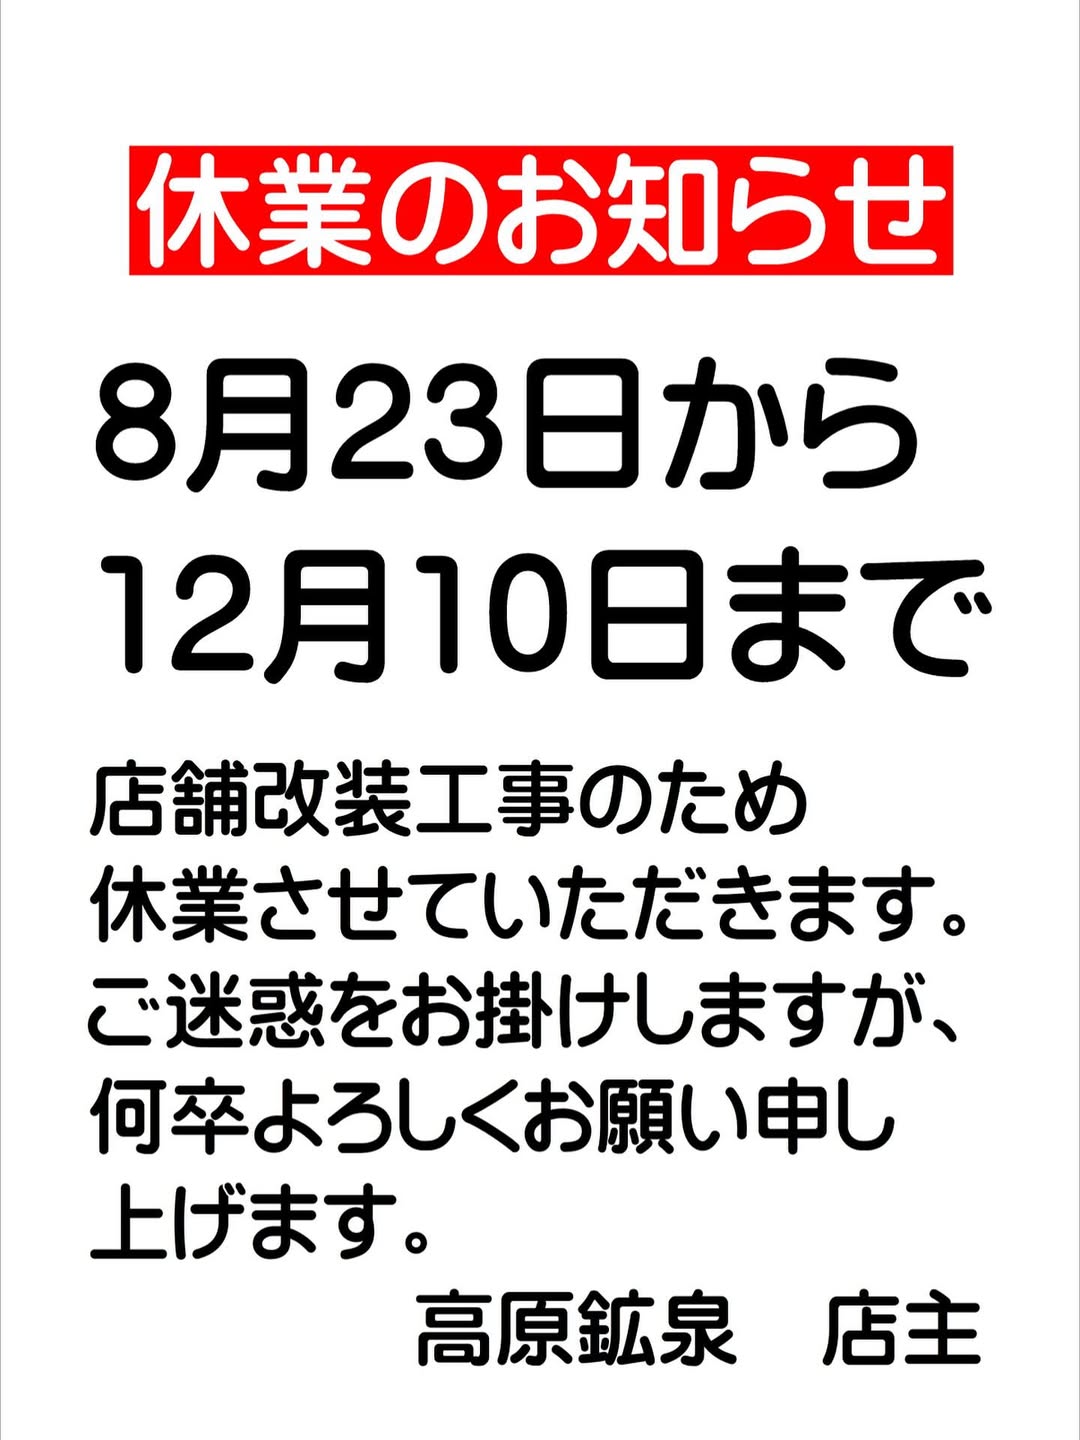 休業のお知らせ
8月23日から
12月10日まで
店舗改装工事のため
休業させていただきます。
ご迷惑をお掛けしますが、
何卒よろしくお願い申し
上げます。
高原鉱泉　店主